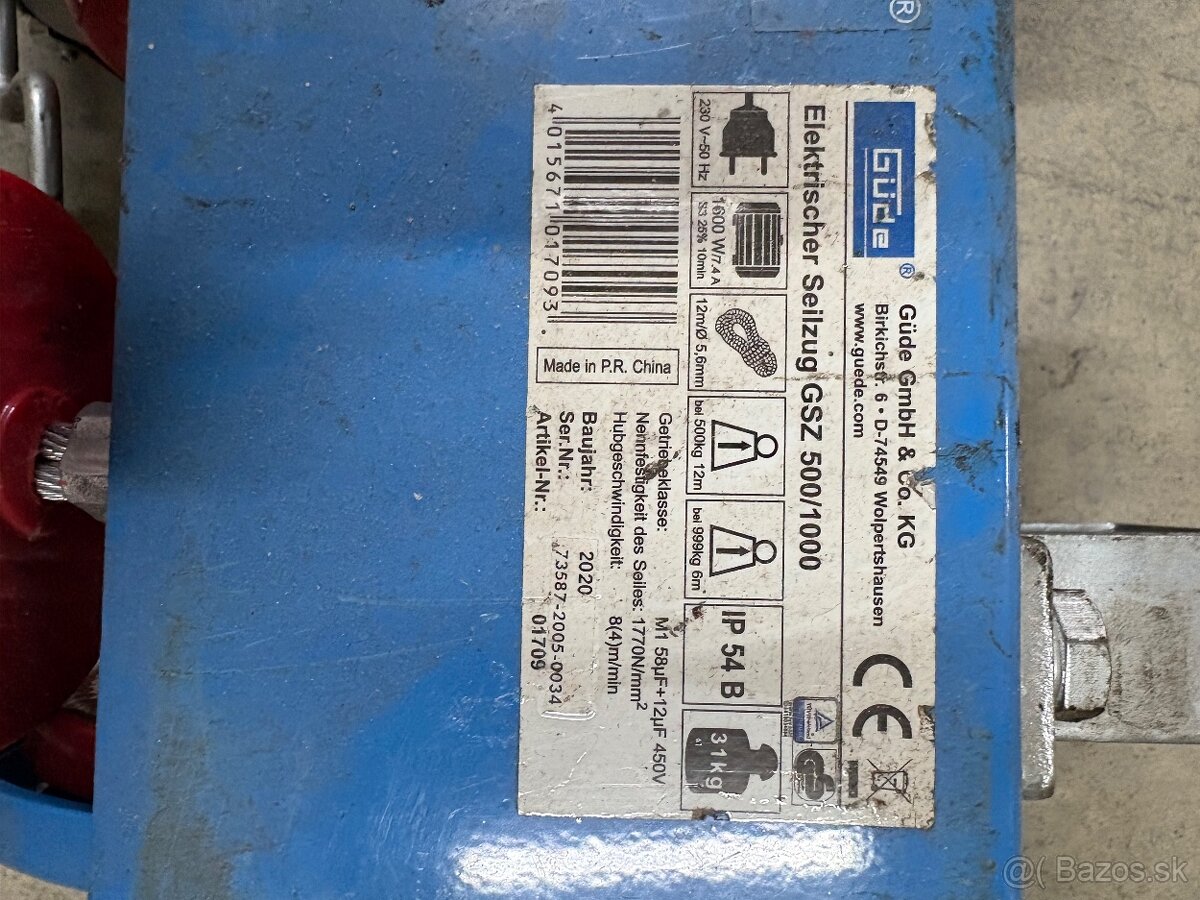 ®
GÜDE®
Güde GmbH & Co. KG
Birkichstr. 6 • D-74549 Wolpertshausen
www.guede.com
CE
Elektrischer Seilzug GSZ 500/1000
230 V~50 Hz
1600 W/7.4 A
S3 25% 10min
12m/Ø 5,6mm
bei 500kg 12m
bei 999kg 6m
IP 54 B
31kg
4 015671 017093
Made in P.R. China
Getriebeklasse: M1 58µF+12µF 450V
Nennfestigkeit des Seiles: 1770N/mm²
Hubgeschwindigkeit: 8(4)m/min
Baujahr: 2020
Ser.Nr.: 73587-2005-0034
Artikel-Nr.: 01709
@( Bazos.sk